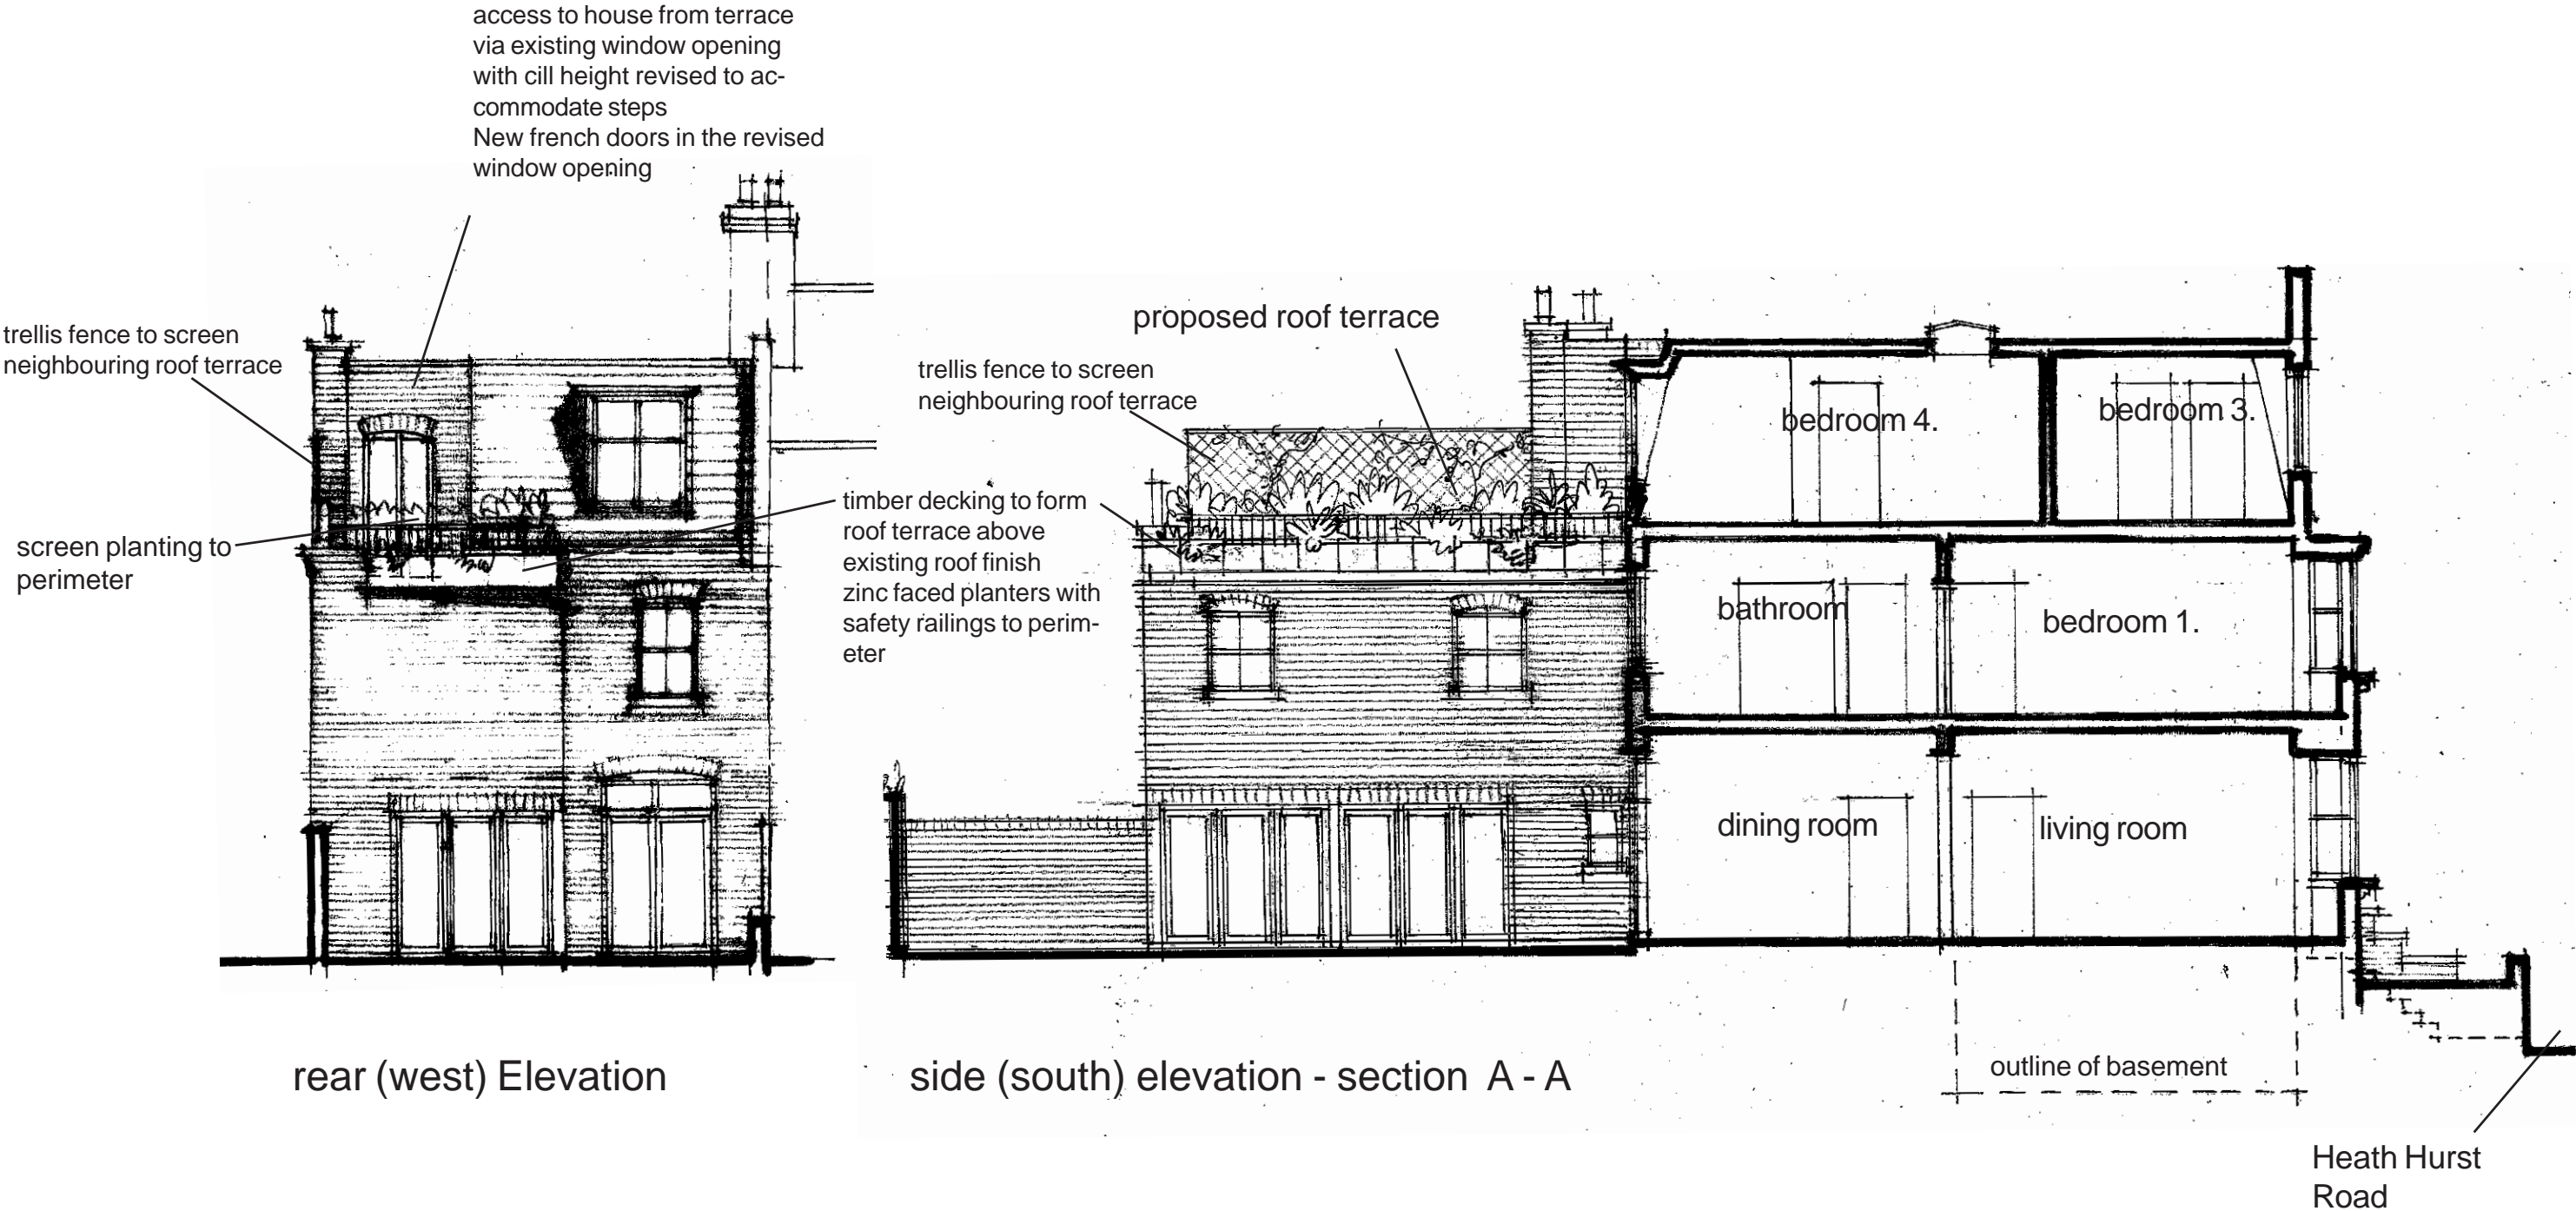 access to house from terrace
via existing window opening
with cill height revised to ac-
commodate steps
New french doors in the revised
window opening
trellis fence to screen
neighbouring roof terrace
screen planting to
perimeter
proposed roof terrace
trellis fence to screen
neighbouring roof terrace
timber decking to form
roof terrace above
existing roof finish
zinc faced planters with
safety railings to perim-
eter
bedroom 4.
bedroom 3.
bathroom
bedroom 1.
dining room
living room
rear (west) Elevation
side (south) elevation - section A - A
outline of basement
Heath Hurst
Road